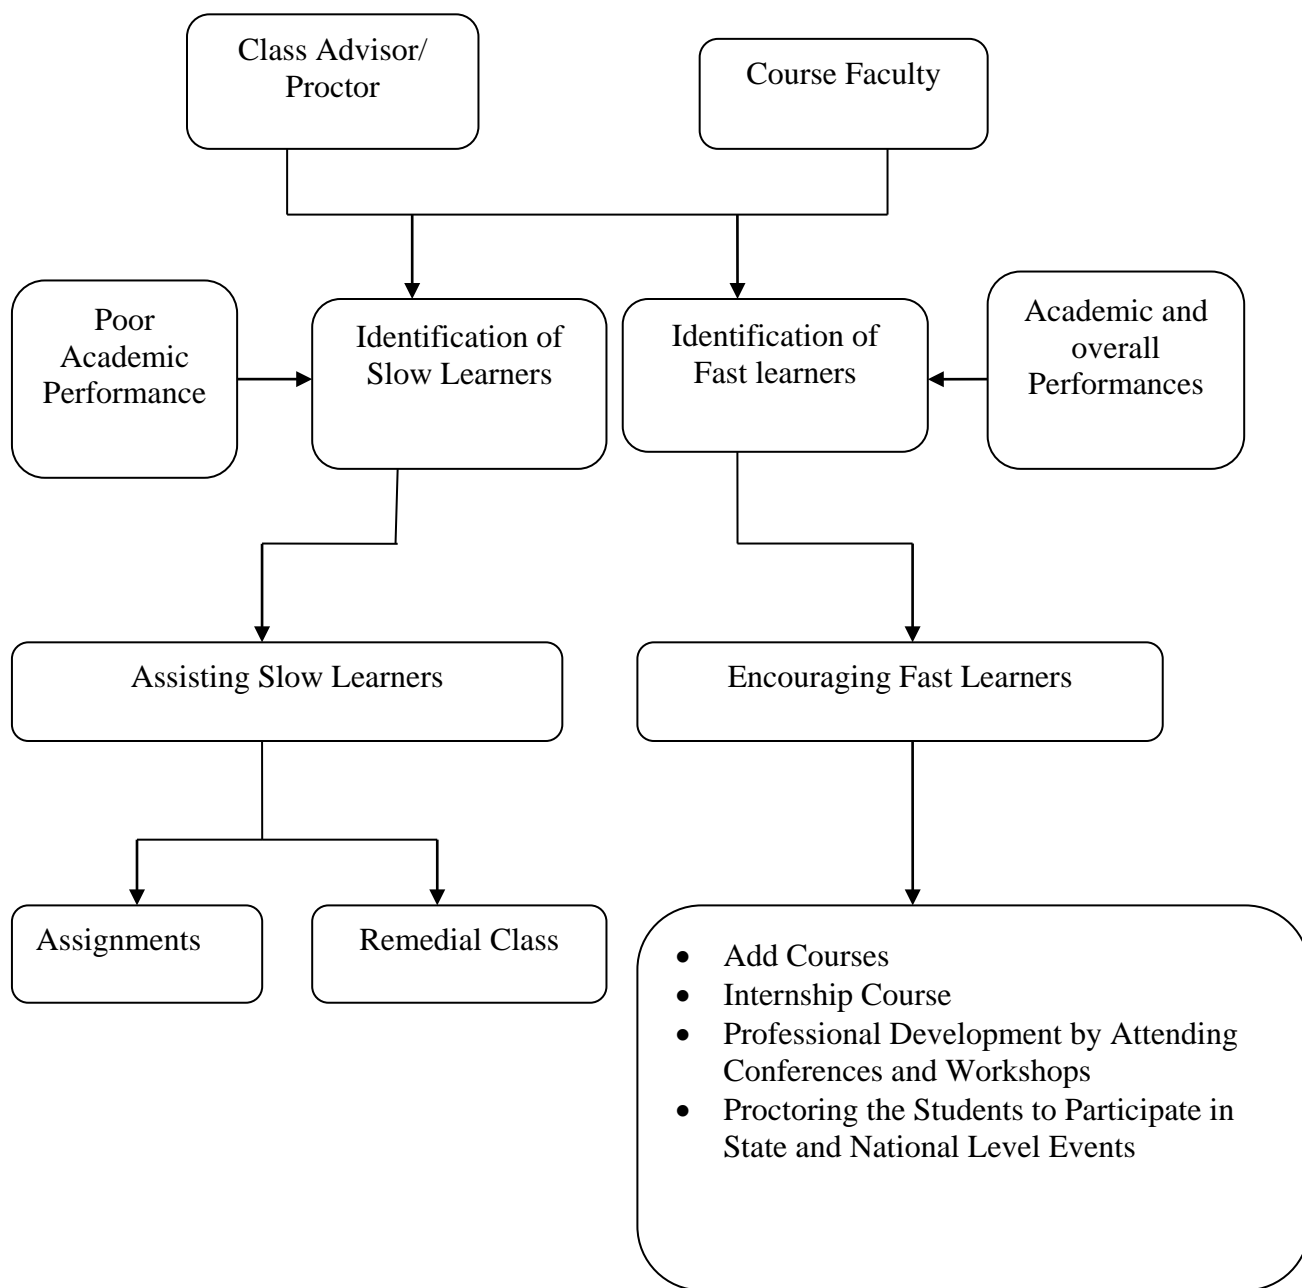 Class Advisor/
Proctor
Course Faculty
Poor
Academic
Performance
Identification of
Slow Learners
Identification of
Fast learners
Academic and
overall
Performances
Assisting Slow Learners
Encouraging Fast Learners
Assignments
Remedial Class
• Add Courses
• Internship Course
• Professional Development by Attending
Conferences and Workshops
• Proctoring the Students to Participate in
State and National Level Events